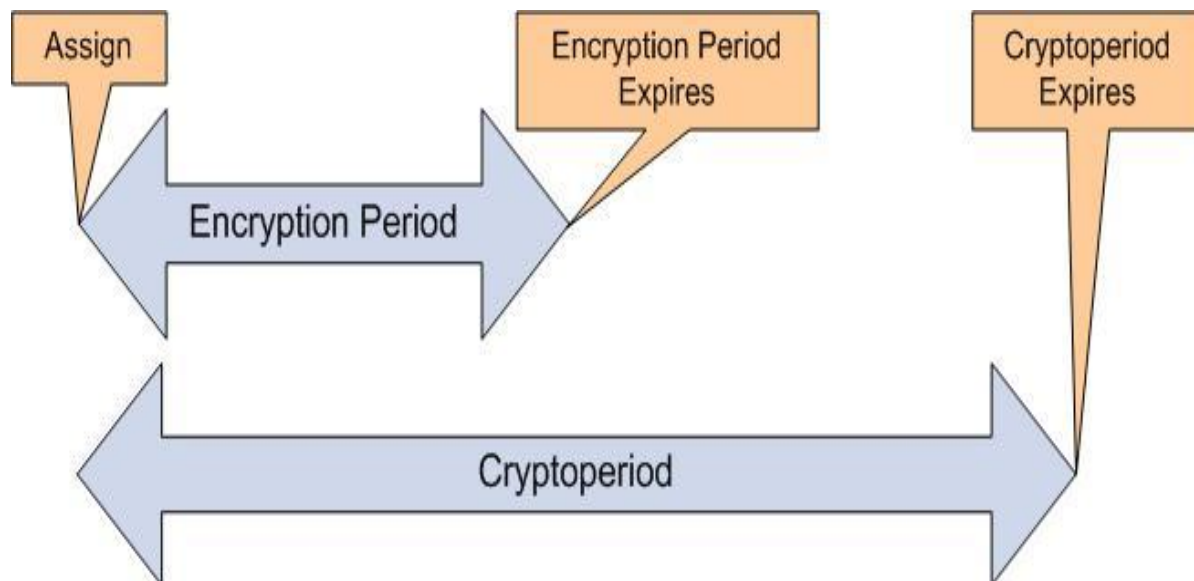 Assign
Encryption Period
Expires
Cryptoperiod
Expires
Encryption Period
Cryptoperiod